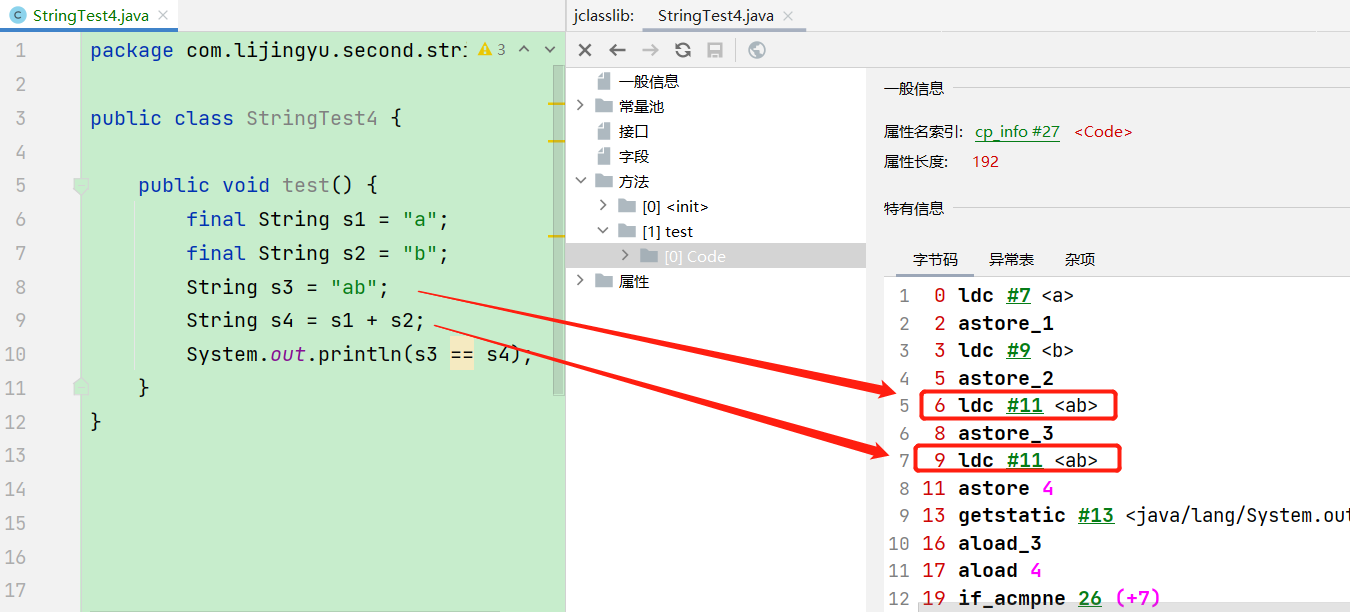 StringTest4.java
1 package com.lijingyu.second.str: 3
2
3 public class StringTest4 {
4
5 public void test() {
6 final String s1 = "a";
7 final String s2 = "b";
8 String s3 = "ab";
9 String s4 = s1 + s2;
10 System.out.println(s3 == s4);
11 }
12 }
13
14
15
16
17
jclasslib: StringTest4.java
一般信息
常量池
接口
字段
方法
[0] <init>
[1] test
[0] Code
属性
一般信息
属性名索引: cp_info #27 <Code>
属性长度: 192
特有信息
字节码 异常表 杂项
1 0 ldc #7 <a>
2 2 astore_1
3 3 ldc #9 <b>
4 5 astore_2
5 6 ldc #11 <ab>
6 8 astore_3
7 9 ldc #11 <ab>
8 11 astore 4
9 13 getstatic #13 <java/lang/System.out
10 16 aload_3
11 17 aload 4
12 19 if_acmpne 26 (+7)